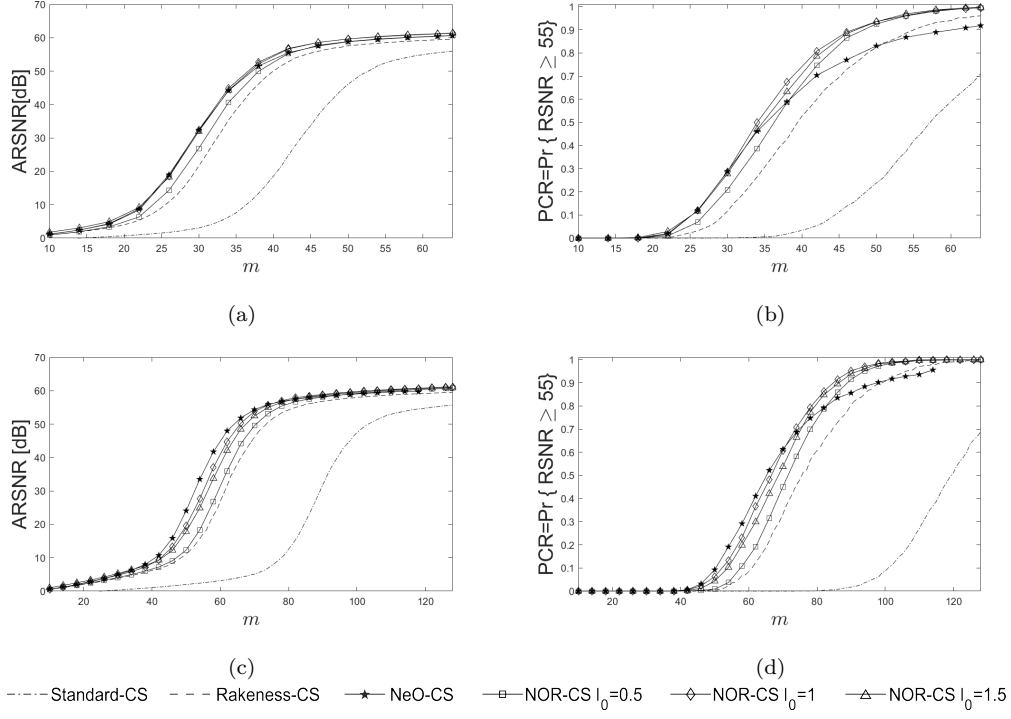 70
60
50
40
30
20
10
0
ARSNR[dB]
10 15 20 25 30 35 40 45 50 55 60
m
(a)
1
0.9
0.8
0.7
0.6
0.5
0.4
0.3
0.2
0.1
0
PCR=Pr { RSNR ≥ 55}
10 15 20 25 30 35 40 45 50 55 60
m
(b)
70
60
50
40
30
20
10
0
ARSNR [dB]
20 40 60 80 100 120
m
(c)
1
0.9
0.8
0.7
0.6
0.5
0.4
0.3
0.2
0.1
0
PCR=Pr { RSNR ≥ 55}
20 40 60 80 100 120
m
(d)
Standard-CS Rakeness-CS NeO-CS NOR-CS l₀=0.5 NOR-CS l₀=1 NOR-CS l₀=1.5